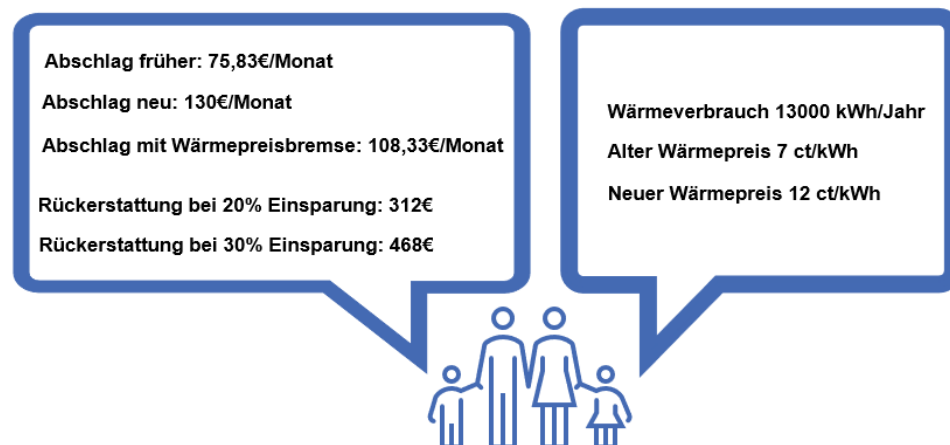 Abschlag früher: 75,83€/Monat
Abschlag neu: 130€/Monat
Abschlag mit Wärmepreisbremse: 108,33€/Monat
Rückerstattung bei 20% Einsparung: 312€
Rückerstattung bei 30% Einsparung: 468€
Wärmeverbrauch 13000 kWh/Jahr
Alter Wärmepreis 7 ct/kWh
Neuer Wärmepreis 12 ct/kWh